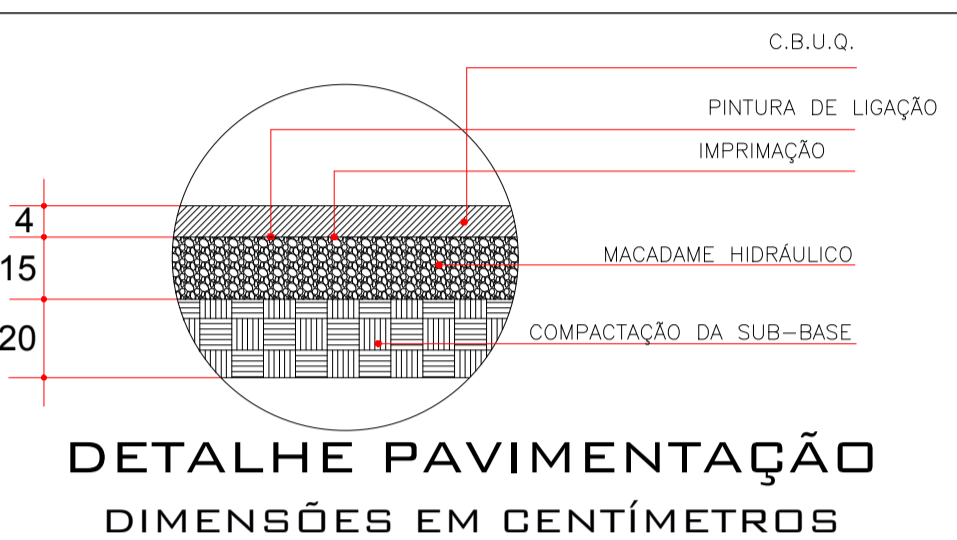 C.B.U.Q.
PINTURA DE LIGAÇÃO
IMPRIMAÇÃO
4
15
MACADAME HIDRÁULICO
20
COMPACTAÇÃO DA SUB-BASE
DETALHE PAVIMENTAÇÃO
DIMENSÕES EM CENTÍMETROS